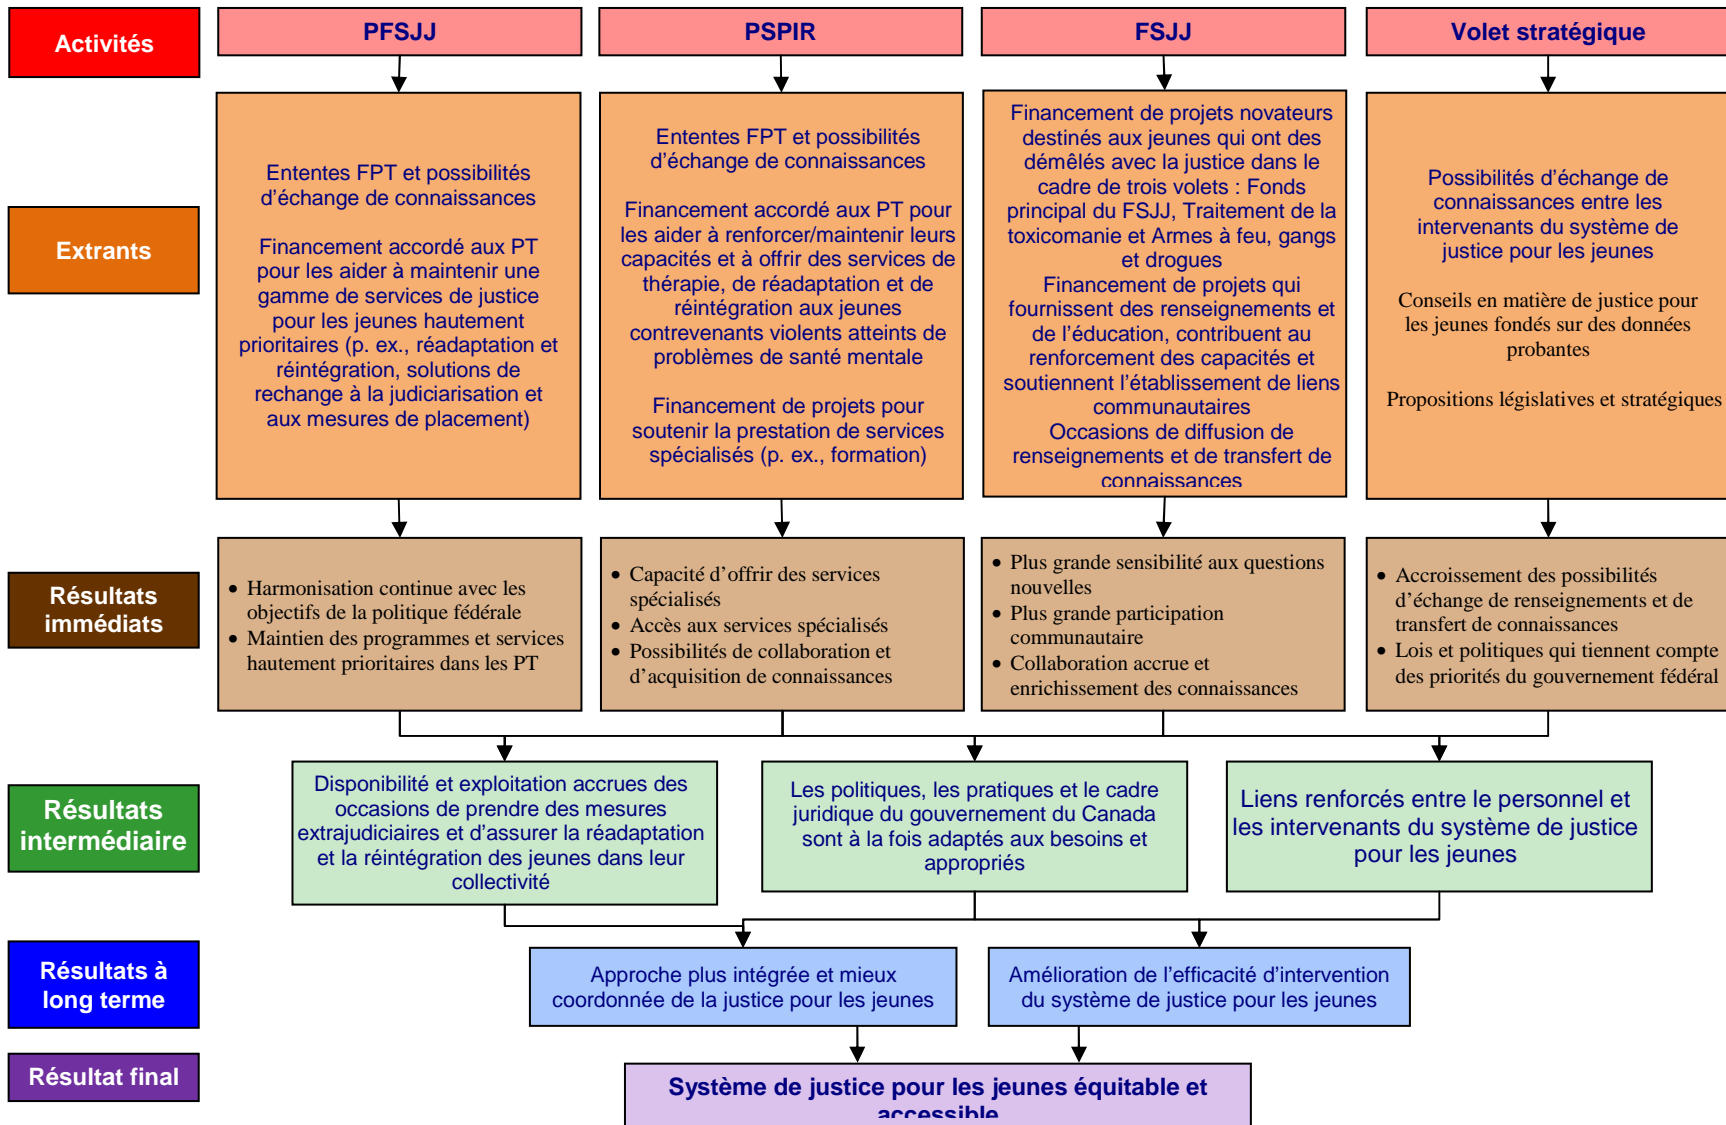 Activités
PFSJJ
PSPIR
FSJJ
Volet stratégique
Extrants
Ententes FPT et possibilités
d’échange de connaissances
Financement accordé aux PT
pour les aider à maintenir une
gamme de services de justice
pour les jeunes hautement
prioritaires (p. ex., réadaptation et
réintégration, solutions de
rechange à la judiciarisation et
aux mesures de placement)
Ententes FPT et possibilités
d’échange de connaissances
Financement accordé aux PT pour
les aider à renforcer/maintenir leurs
capacités et à offrir des services de
thérapie, de réadaptation et de
réintégration aux jeunes
contrevenants violents atteints de
problèmes de santé mentale
Financement de projets pour
soutenir la prestation de services
spécialisés (p. ex., formation)
Financement de projets novateurs
destinés aux jeunes qui ont des
démêlés avec la justice dans le
cadre de trois volets : Fonds
principal du FSJJ, Traitement de la
toxicomanie et Armes à feu, gangs
et drogues
Financement de projets qui
fournissent des renseignements et
de l’éducation, contribuent au
renforcement des capacités et
soutiennent l’établissement de liens
communautaires
Occasions de diffusion de
renseignements et de transfert de
connaissances
Possibilités d’échange de
connaissances entre les
intervenants du système de
justice pour les jeunes
Conseils en matière de justice pour
les jeunes fondés sur des données
probantes
Propositions législatives et stratégiques
Résultats
immédiats
• Harmonisation continue avec les
objectifs de la politique fédérale
• Maintien des programmes et services
hautement prioritaires dans les PT
• Capacité d’offrir des services
spécialisés
• Accès aux services spécialisés
• Possibilités de collaboration et
d’acquisition de connaissances
• Plus grande sensibilité aux questions
nouvelles
• Plus grande participation
communautaire
• Collaboration accrue et
enrichissement des connaissances
• Accroissement des possibilités
d’échange de renseignements et de
transfert de connaissances
• Lois et politiques qui tiennent compte
des priorités du gouvernement fédéral
Résultats
intermédiaire
Disponibilité et exploitation accrues des
occasions de prendre des mesures
extrajudiciaires et d’assurer la réadaptation
et la réintégration des jeunes dans leur
collectivité
Les politiques, les pratiques et le cadre
juridique du gouvernement du Canada
sont à la fois adaptés aux besoins et
appropriés
Liens renforcés entre le personnel et
les intervenants du système de justice
pour les jeunes
Résultats à
long terme
Approche plus intégrée et mieux
coordonnée de la justice pour les jeunes
Amélioration de l’efficacité d’intervention
du système de justice pour les jeunes
Résultat final
Système de justice pour les jeunes équitable et
accessible